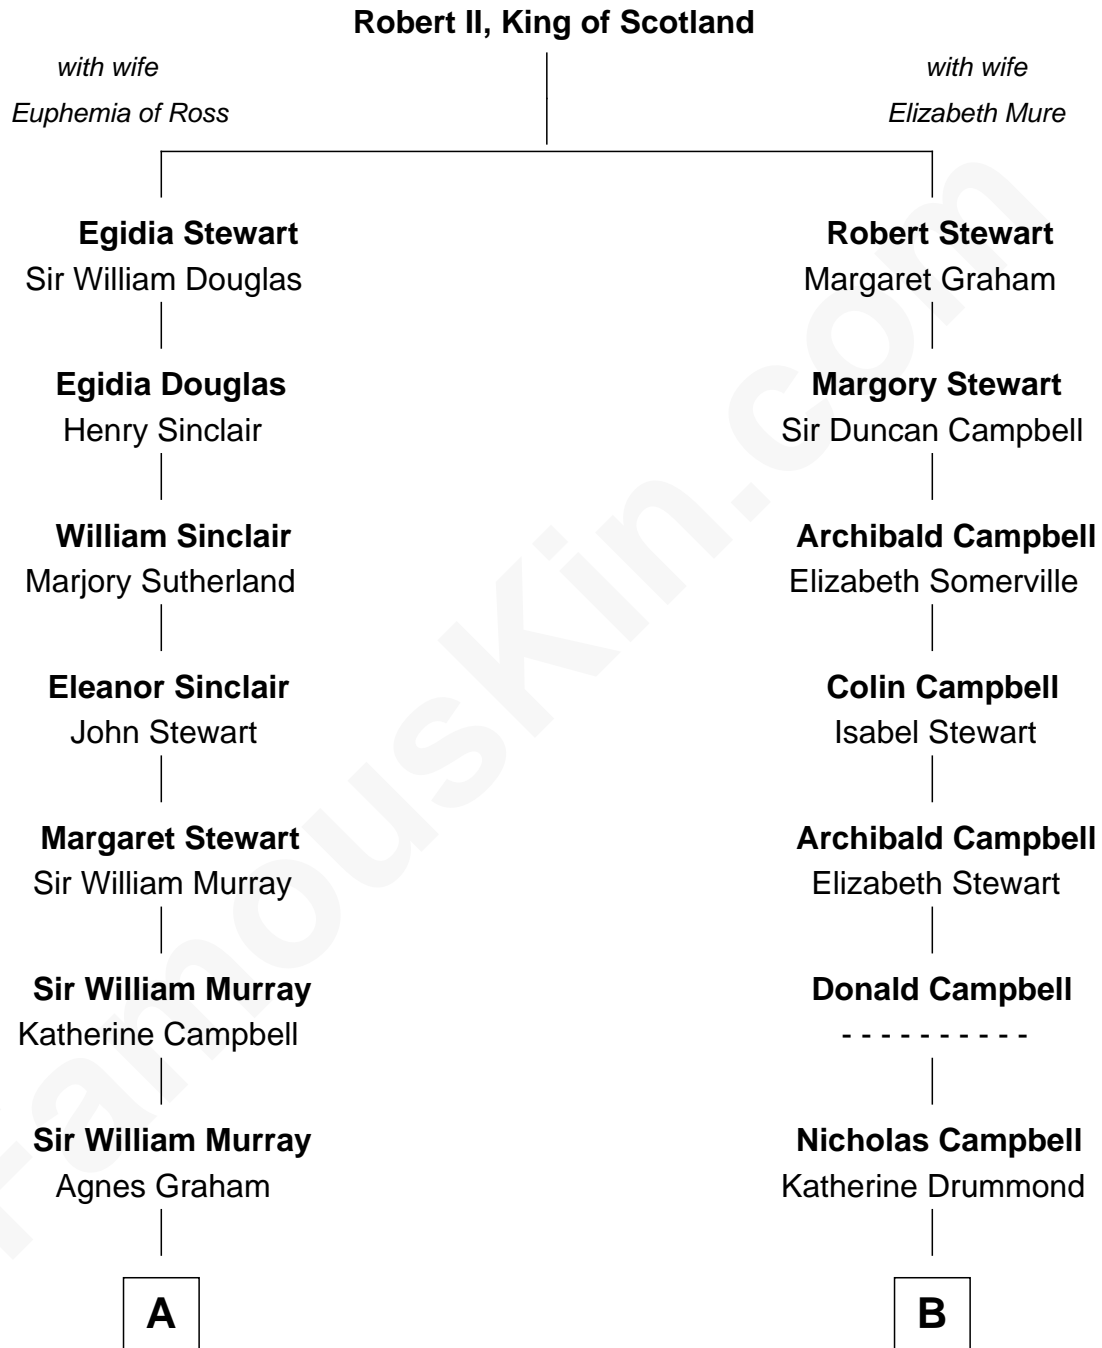 Robert II, King of Scotland
with wife
Euphemia of Ross
with wife
Elizabeth Mure
Egidia Stewart
Sir William Douglas
Egidia Douglas
Henry Sinclair
William Sinclair
Marjory Sutherland
Eleanor Sinclair
John Stewart
Margaret Stewart
Sir William Murray
Sir William Murray
Katherine Campbell
Sir William Murray
Agnes Graham
A
Robert Stewart
Margaret Graham
Margory Stewart
Sir Duncan Campbell
Archibald Campbell
Elizabeth Somerville
Colin Campbell
Isabel Stewart
Archibald Campbell
Elizabeth Stewart
Donald Campbell
- - - - - - - - - -
Nicholas Campbell
Katherine Drummond
B
FamousKin.com